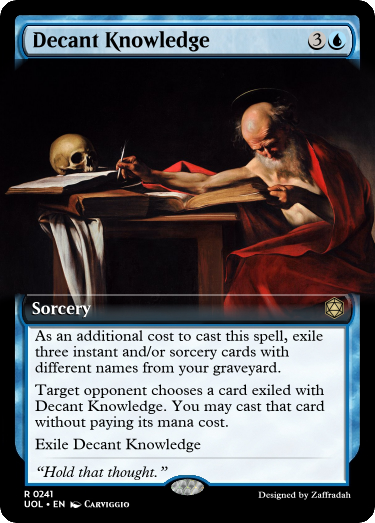 Decant Knowledge
3
Sorcery
As an additional cost to cast this spell, exile
three instant and/or sorcery cards with
different names from your graveyard.
Target opponent chooses a card exiled with
Decant Knowledge. You may cast that card
without paying its mana cost.
Exile Decant Knowledge
“Hold that thought.”
R 0241
UOL • EN Carviggio
Designed by Zaffradah